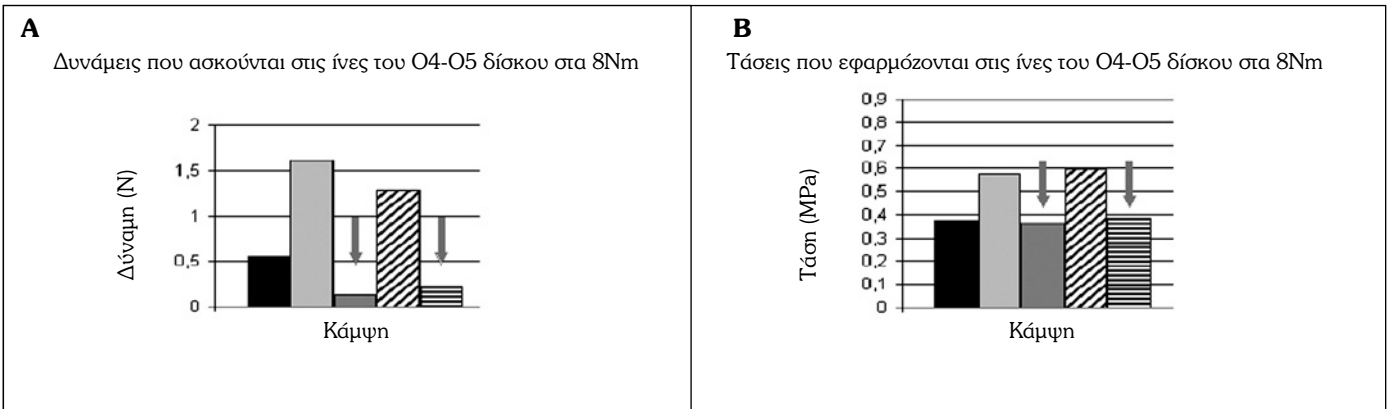 A
Δυνάμεις που ασκούνται στις ίνες του Ο4-Ο5 δίσκου στα 8Nm
Δύναμη (N)
2
1,5
1
0,5
0
Κάμψη
B
Τάσεις που εφαρμόζονται στις ίνες του Ο4-Ο5 δίσκου στα 8Nm
Τάση (MPa)
0,9
0,8
0,7
0,6
0,5
0,4
0,3
0,2
0,1
0
Κάμψη